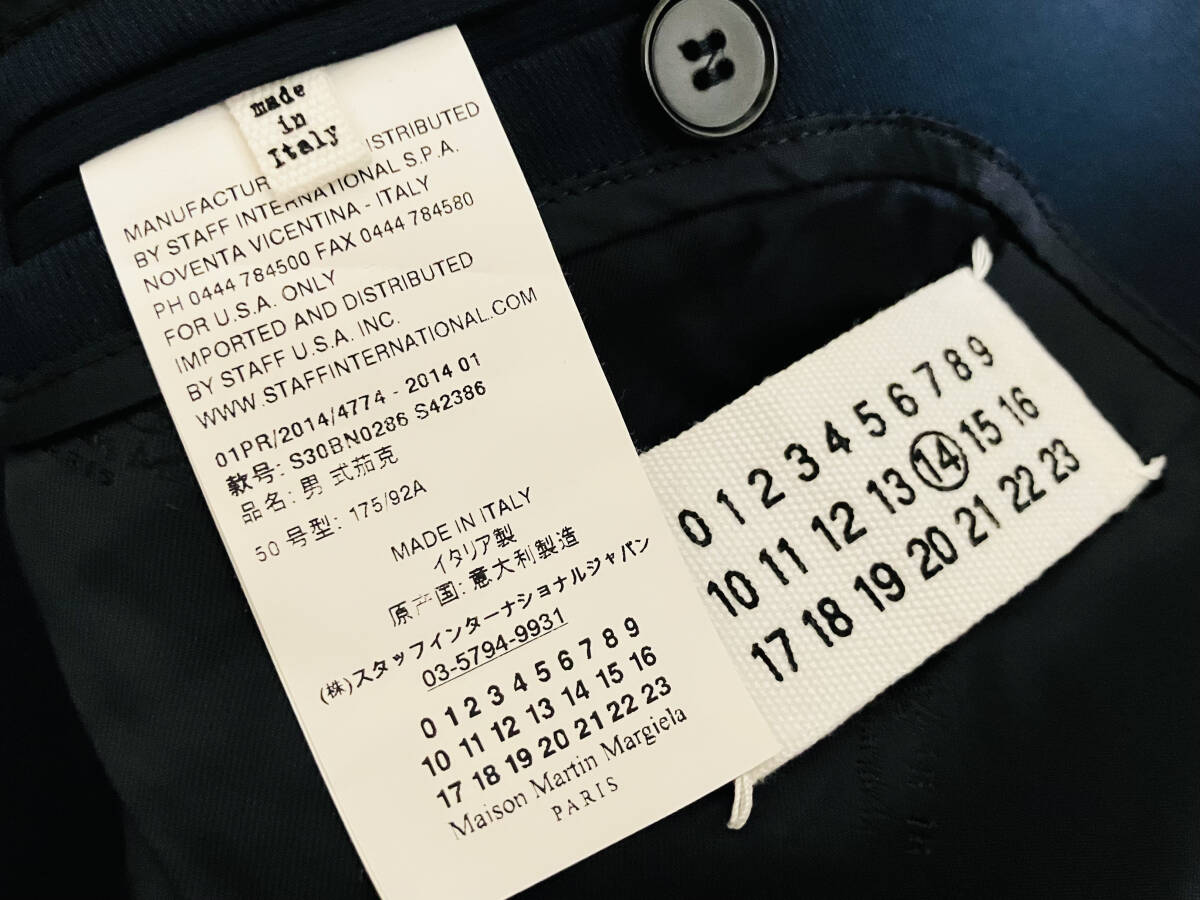 made
in
Italy
MANUFACTUR ISTRIBUTED
BY STAFF INTERNATIONAL S.P.A.
NOVENTA VICENTINA - ITALY
PH 0444 784500 FAX 0444 784580
FOR U.S.A. ONLY
IMPORTED AND DISTRIBUTED
BY STAFF U.S.A. INC.
WWW.STAFFINTERNATIONAL.COM
01PR/2014/4774 - 2014 01
款号: S30BN0286 S42386
品名: 男 式茄克
50 号型: 175/92A
MADE IN ITALY
イタリア製
原产国: 意大利製造
(株)スタッフインターナショナルジャパン
03-5794-9931
0 1 2 3 4 5 6 7 8 9
10 11 12 13 14 15 16
17 18 19 20 21 22 23
Maison Martin Margiela
PARIS
0 1 2 3 4 5 6 7 8 9
10 11 12 13 14 15 16
17 18 19 20 21 22 23